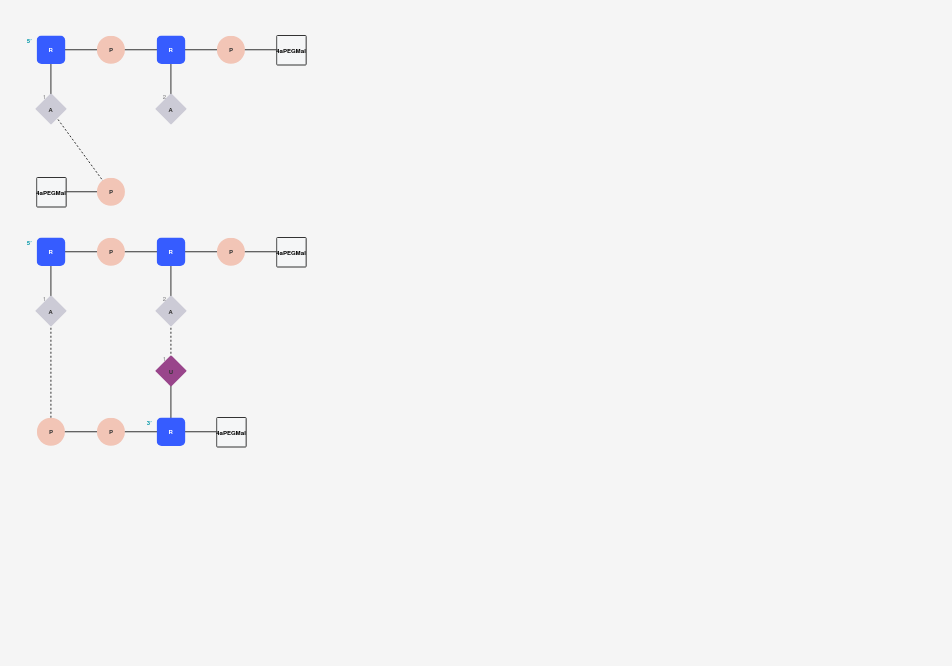 5'
R P R P 4aPEGMal
1 2
A A
4aPEGMal P
5'
R P R P 4aPEGMal
1 2
A A
1
U
3'
P P R 4aPEGMal